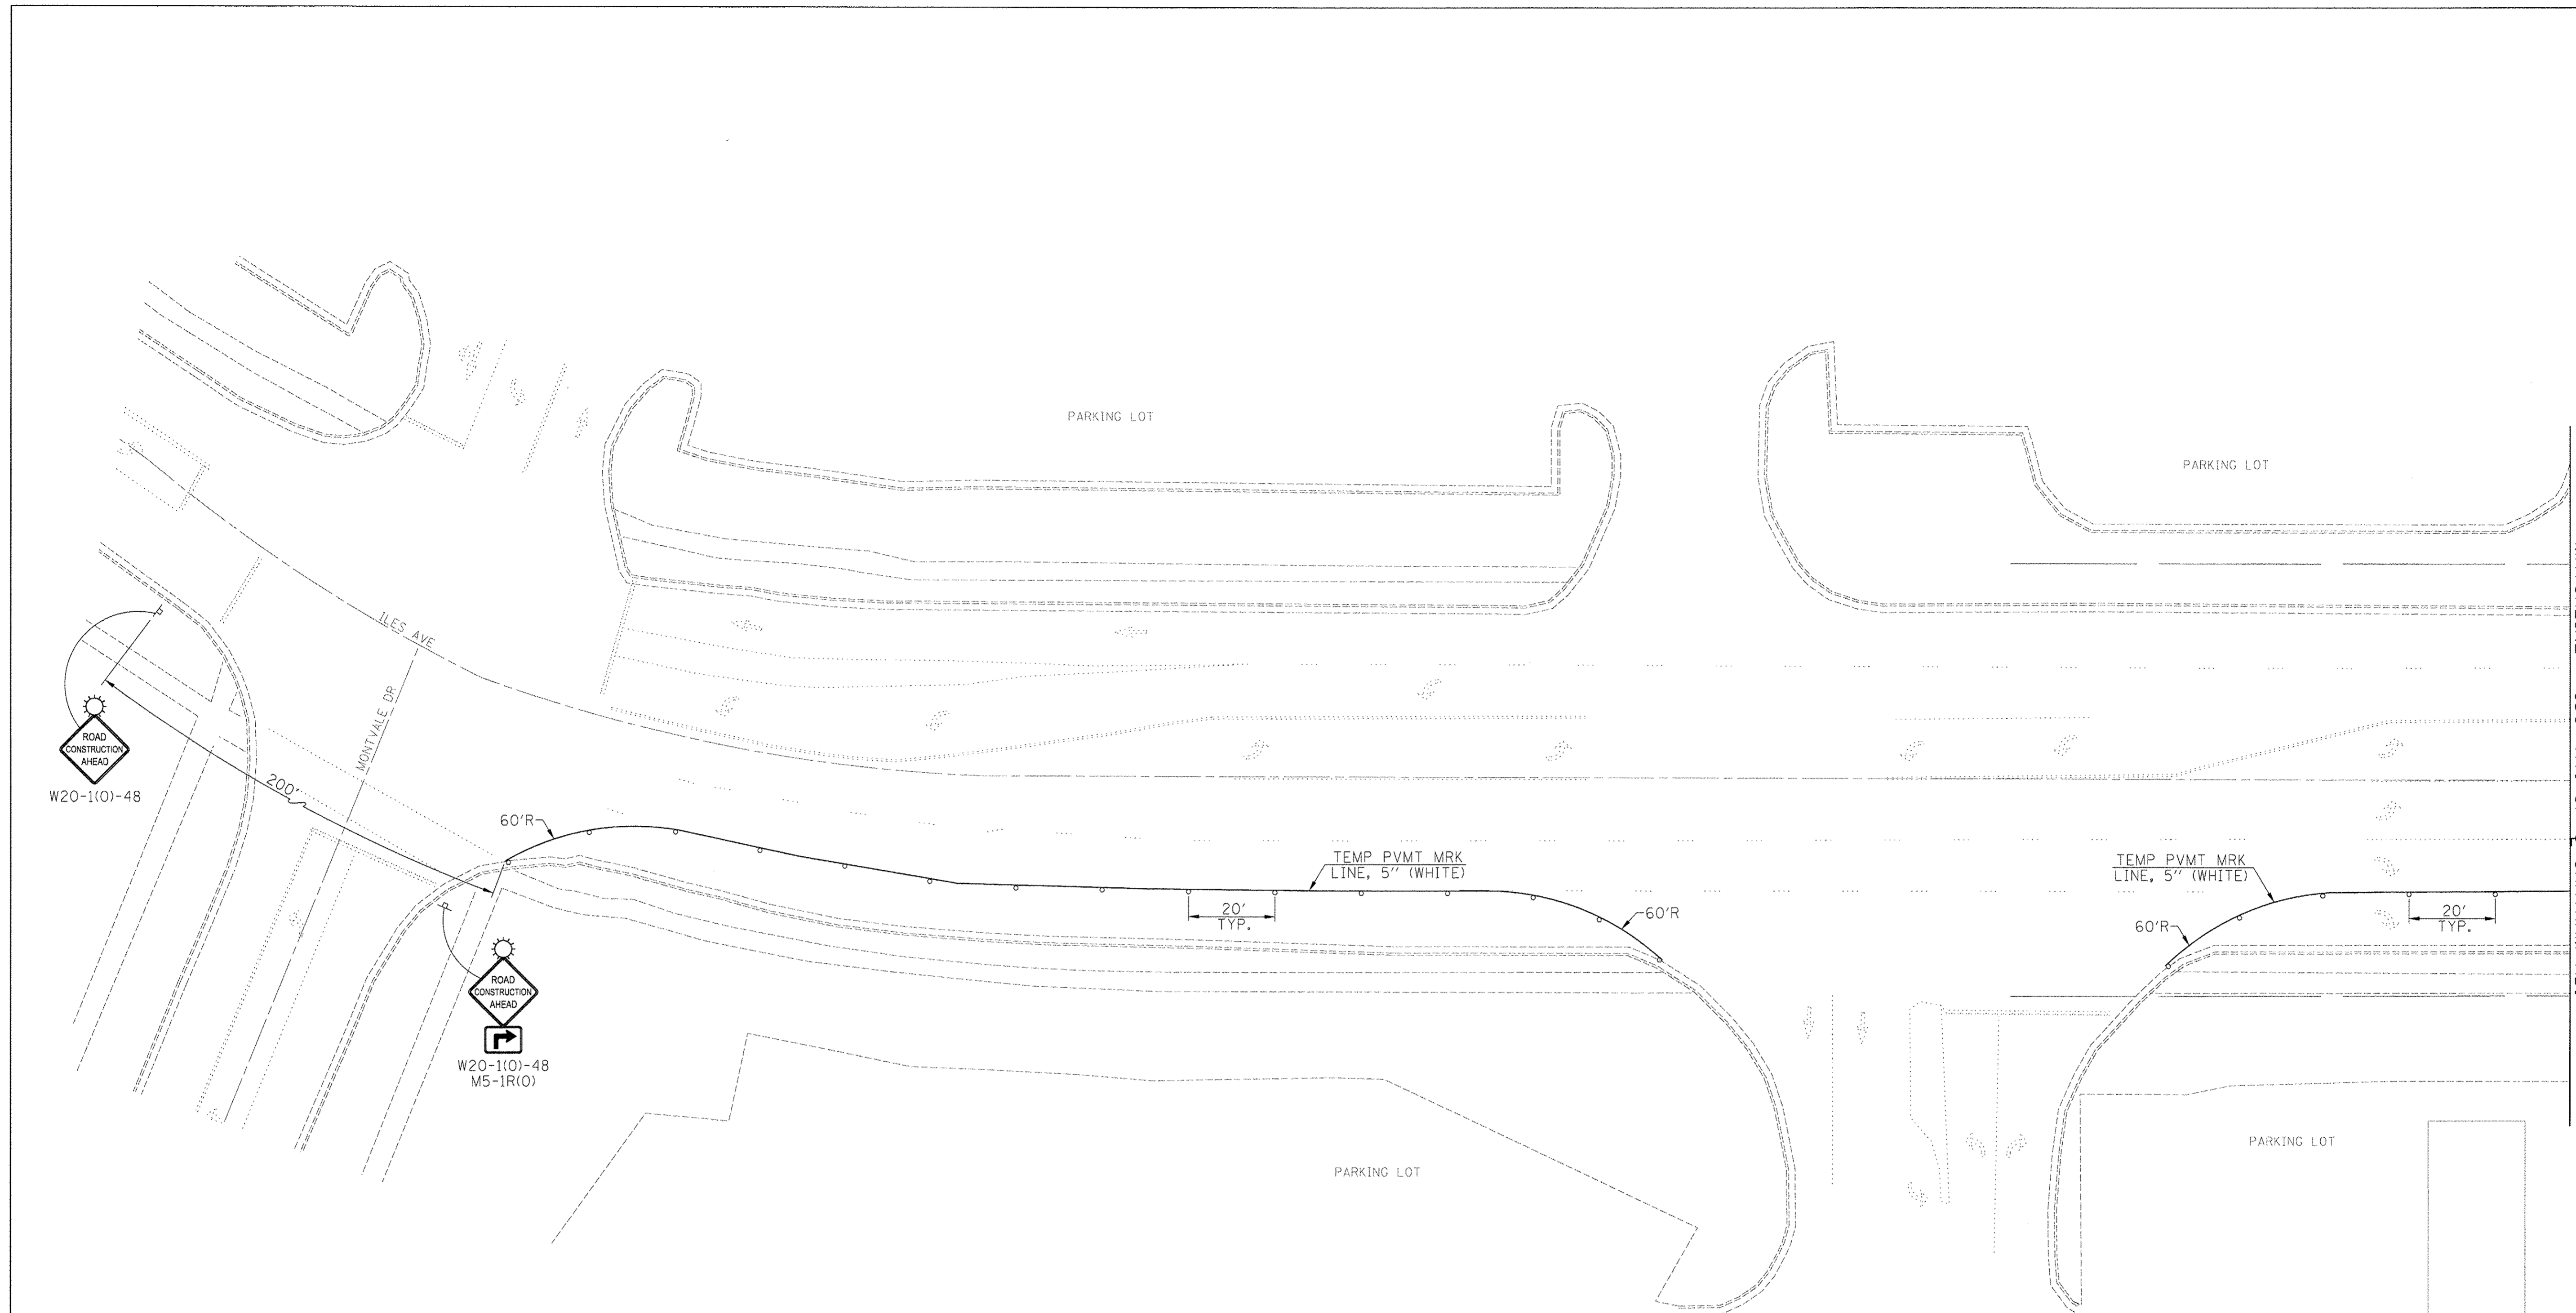 PARKING LOT
PARKING LOT
ILES AVE
MONTVALE DR
ROAD
CONSTRUCTION
AHEAD
W20-1(O)-48
200'
60'R
TEMP PVMT MRK
LINE, 5" (WHITE)
20'
TYP.
60'R
TEMP PVMT MRK
LINE, 5" (WHITE)
60'R
20'
TYP.
ROAD
CONSTRUCTION
AHEAD
W20-1(O)-48
M5-1R(O)
PARKING LOT
PARKING LOT